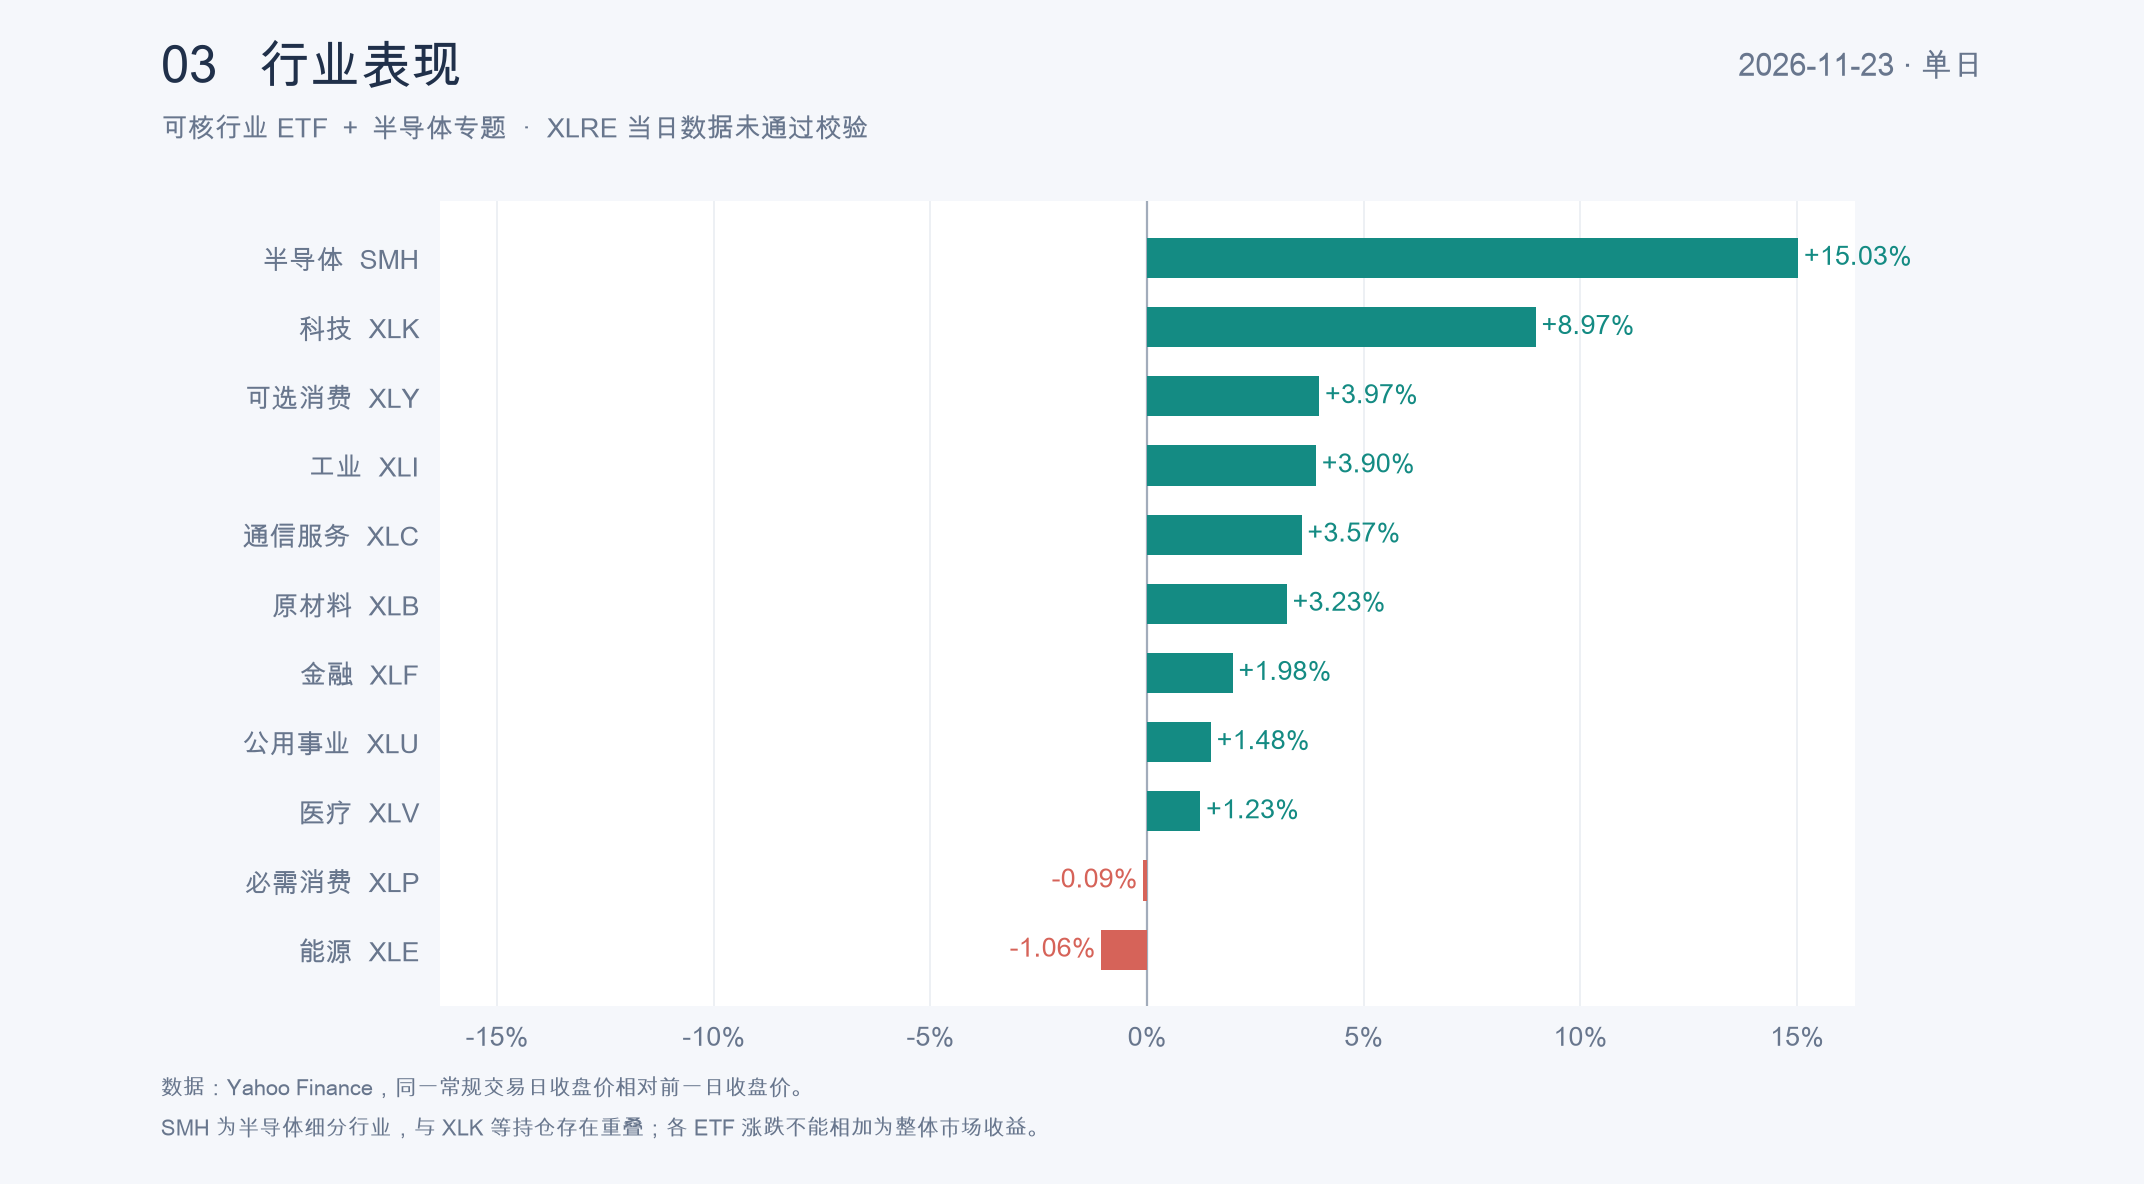 03 行业表现
2026-11-23 · 单日
可核行业 ETF + 半导体专题 · XLRE 当日数据未通过校验
半导体 SMH +15.03%
科技 XLK +8.97%
可选消费 XLY +3.97%
工业 XLI +3.90%
通信服务 XLC +3.57%
原材料 XLB +3.23%
金融 XLF +1.98%
公用事业 XLU +1.48%
医疗 XLV +1.23%
必需消费 XLP -0.09%
能源 XLE -1.06%
-15% -10% -5% 0% 5% 10% 15%
数据：Yahoo Finance，同一常规交易日收盘价相对前一日收盘价。
SMH 为半导体细分行业，与 XLK 等持仓存在重叠；各 ETF 涨跌不能相加为整体市场收益。